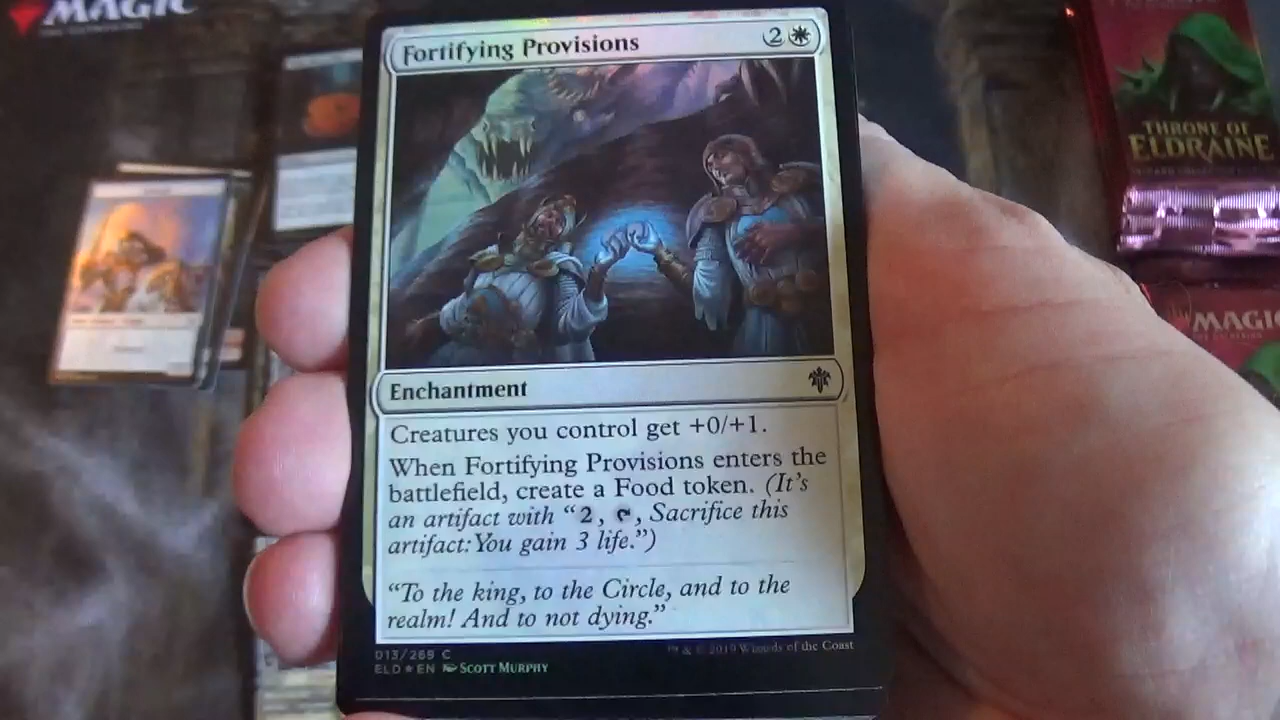 MAGIC
Fortifying Provisions
2
Enchantment
Creatures you control get +0/+1.
When Fortifying Provisions enters the
battlefield, create a Food token. (It's
an artifact with “2, , Sacrifice this
artifact: You gain 3 life.”)
“To the king, to the Circle, and to the
realm! And to not dying.”
013/269 C
ELD ★ EN Scott Murphy
™ & © 2019 Wizards of the Coast
THRONE OF
ELDRAINE
MAGIC